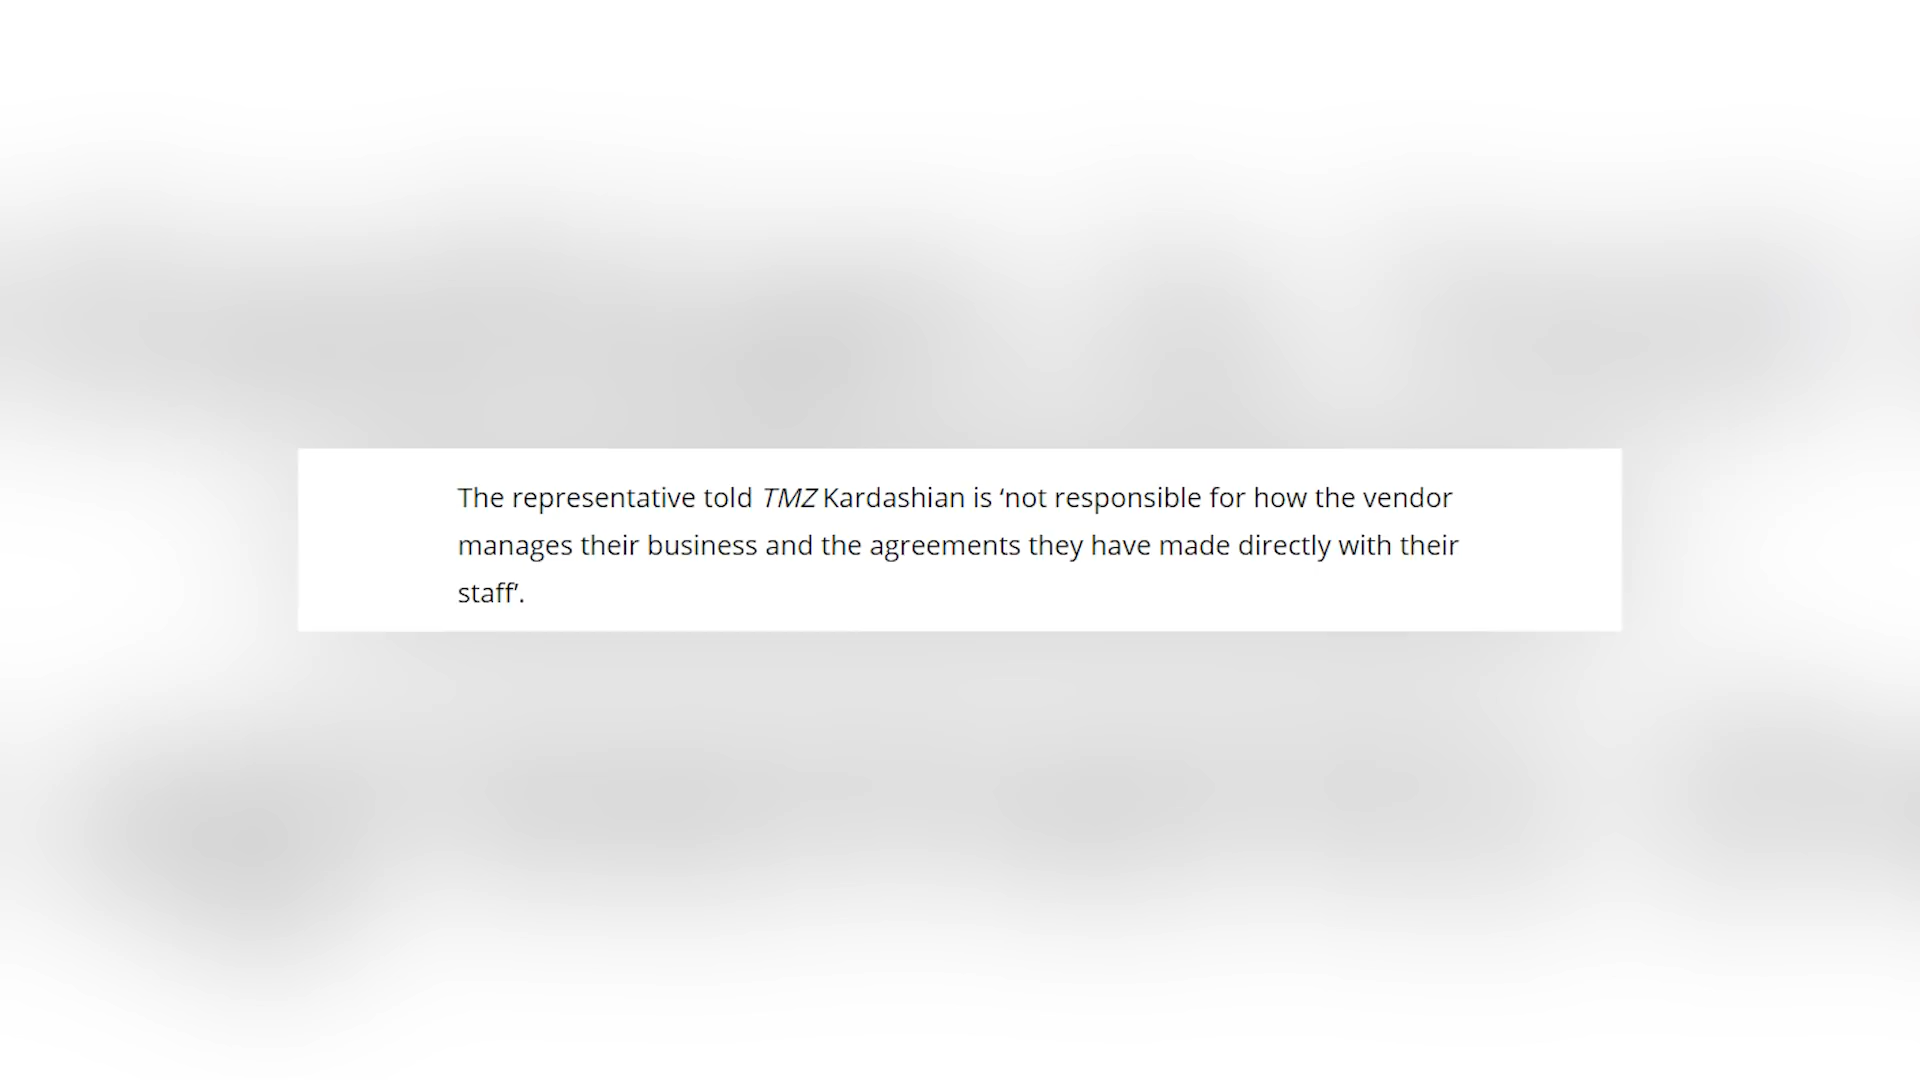 The representative told TMZ Kardashian is ‘not responsible for how the vendor
manages their business and the agreements they have made directly with their
staff’.